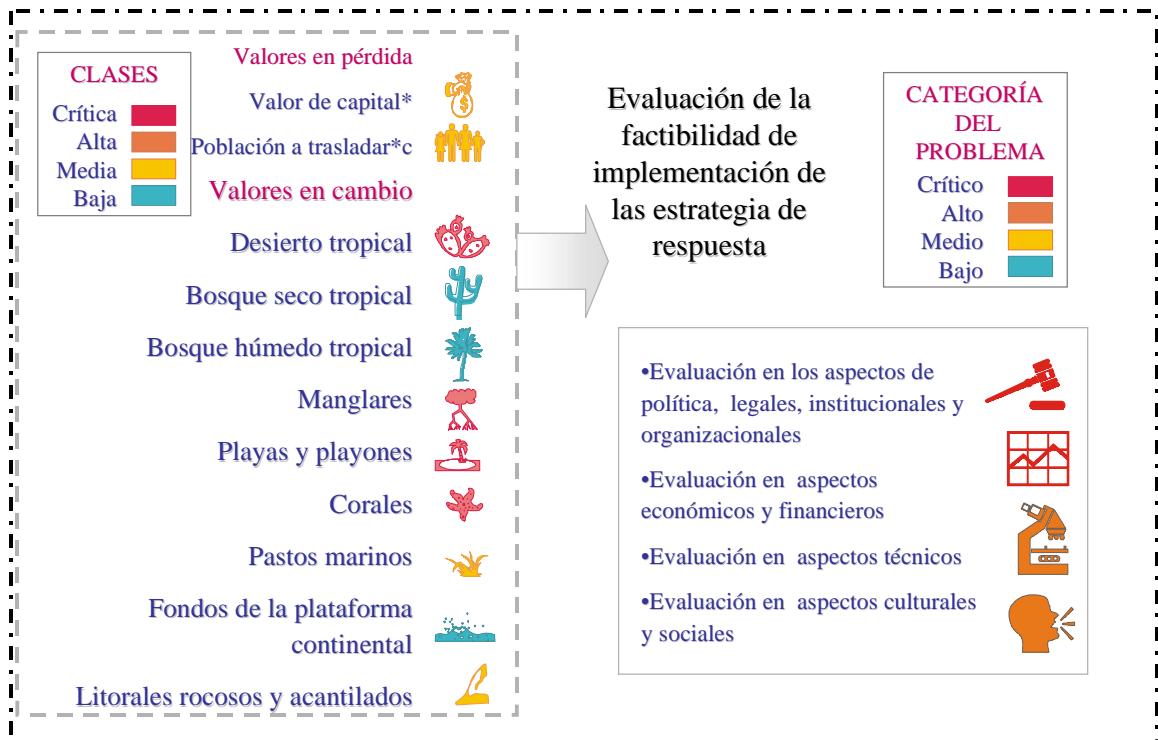 CLASES
Crítica
Alta
Media
Baja
Valores en pérdida
Valor de capital*
Población a trasladar*c
Valores en cambio
Desierto tropical
Bosque seco tropical
Bosque húmedo tropical
Manglares
Playas y playones
Corales
Pastos marinos
Fondos de la plataforma
continental
Litorales rocosos y acantilados
Evaluación de la
factibilidad de
implementación de
las estrategia de
respuesta
CATEGORÍA
DEL
PROBLEMA
Crítico
Alto
Medio
Bajo
•Evaluación en los aspectos de
política, legales, institucionales y
organizacionales
•Evaluación en aspectos
económicos y financieros
•Evaluación en aspectos técnicos
•Evaluación en aspectos culturales
y sociales